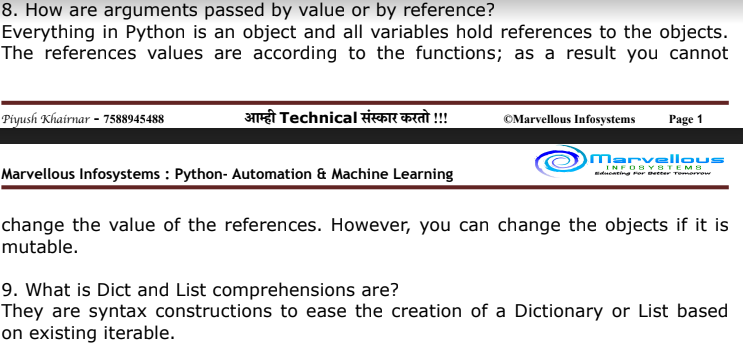 8. How are arguments passed by value or by reference?
Everything in Python is an object and all variables hold references to the objects.
The references values are according to the functions; as a result you cannot
Piyush Khairnar - 7588945488 आम्ही Technical संस्कार करतो !!! ©Marvellous Infosystems Page 1
Marvellous Infosystems : Python- Automation & Machine Learning
Marvellous
INFOSYSTEMS
Educating For Better Tomorrow
change the value of the references. However, you can change the objects if it is
mutable.
9. What is Dict and List comprehensions are?
They are syntax constructions to ease the creation of a Dictionary or List based
on existing iterable.